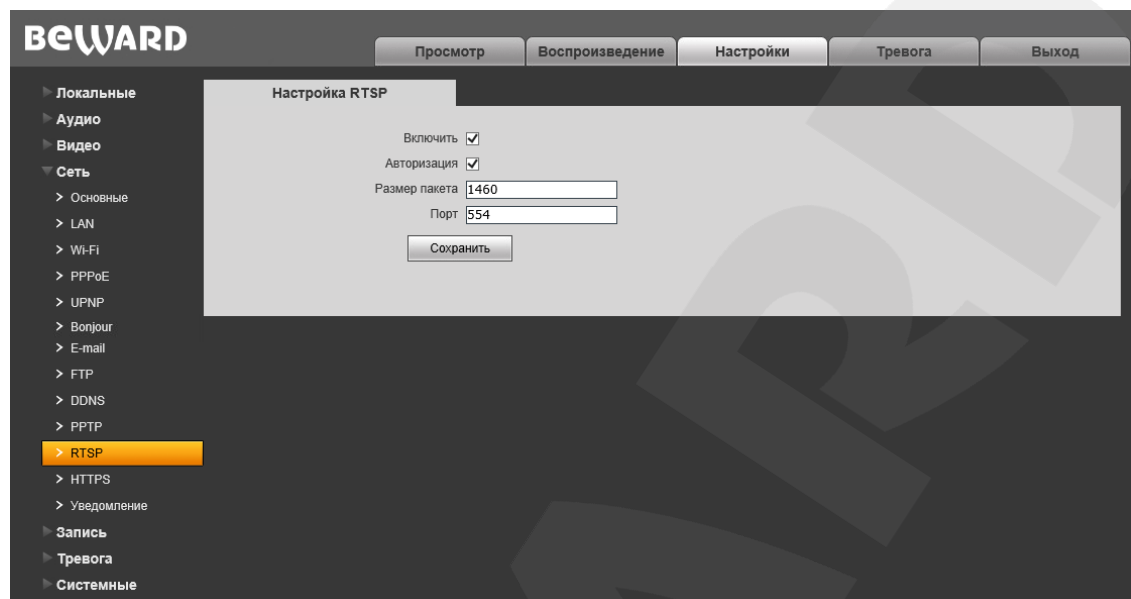 BEWARD
Просмотр
Воспроизведение
Настройки
Тревога
Выход
Локальные
Аудио
Видео
Сеть
> Основные
> LAN
> Wi-Fi
> PPPoE
> UPNP
> Bonjour
> E-mail
> FTP
> DDNS
> PPTP
> RTSP
> HTTPS
> Уведомление
Запись
Тревога
Системные
Настройка RTSP
Включить
Авторизация
Размер пакета 1460
Порт 554
Сохранить